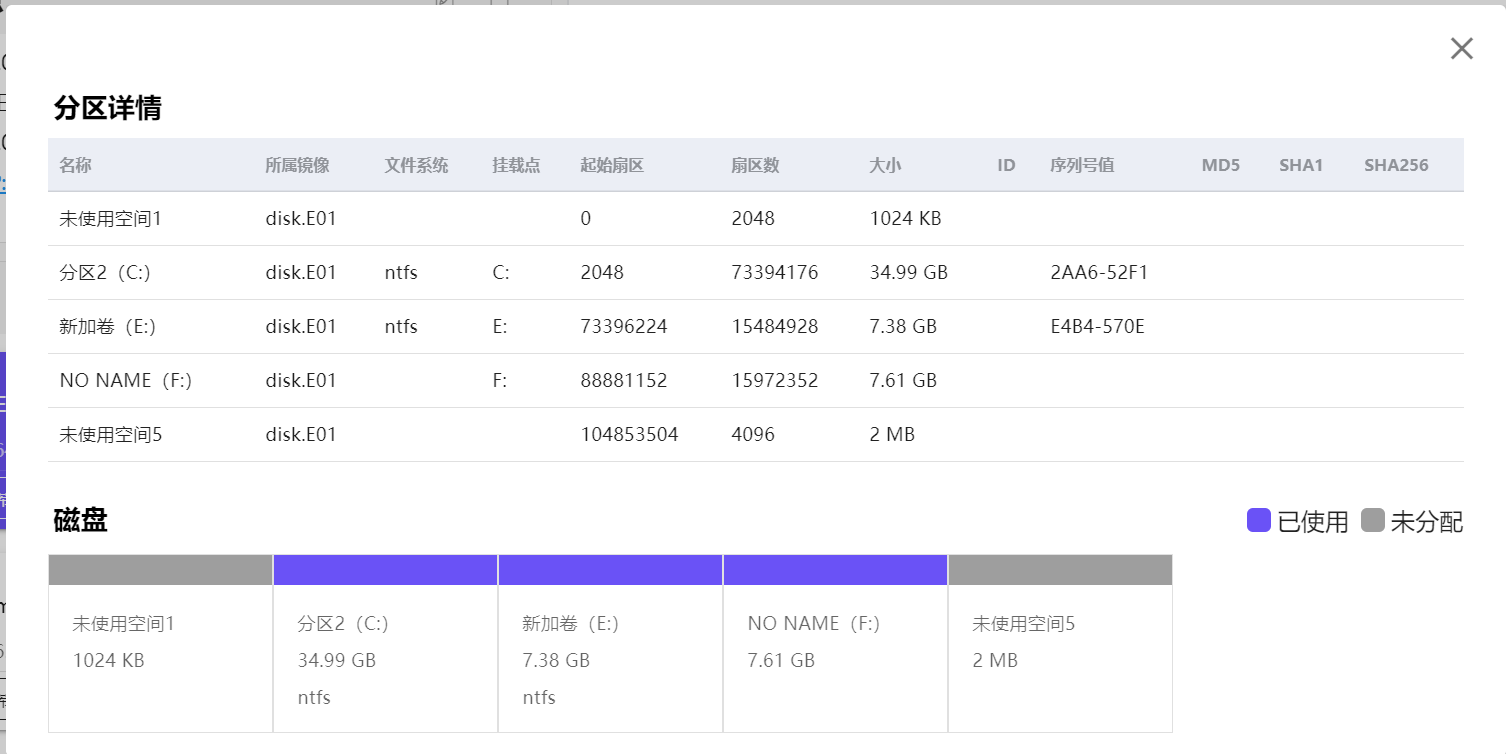 分区详情
名称 所属镜像 文件系统 挂载点 起始扇区 扇区数 大小 ID 序列号值 MD5 SHA1 SHA256
未使用空间1 disk.E01 0 2048 1024 KB
分区2（C:） disk.E01 ntfs C: 2048 73394176 34.99 GB 2AA6-52F1
新加卷（E:） disk.E01 ntfs E: 73396224 15484928 7.38 GB E4B4-570E
NO NAME（F:） disk.E01 F: 88881152 15972352 7.61 GB
未使用空间5 disk.E01 104853504 4096 2 MB
磁盘 已使用 未分配
未使用空间1 分区2（C:） 新加卷（E:） NO NAME（F:） 未使用空间5
1024 KB 34.99 GB 7.38 GB 7.61 GB 2 MB
ntfs ntfs